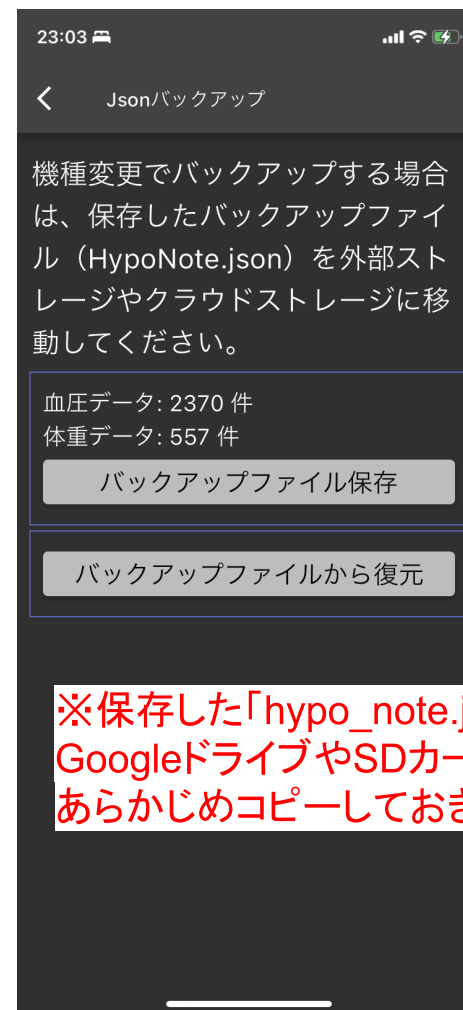 23:03
Jsonバックアップ
機種変更でバックアップする場合
は、保存したバックアップファイ
ル（HypoNote.json）を外部スト
レージやクラウドストレージに移
動してください。
血圧データ: 2370 件
体重データ: 557 件
バックアップファイル保存
バックアップファイルから復元
※保存した「hypo_note.j
GoogleドライブやSDカー
あらかじめコピーしておき